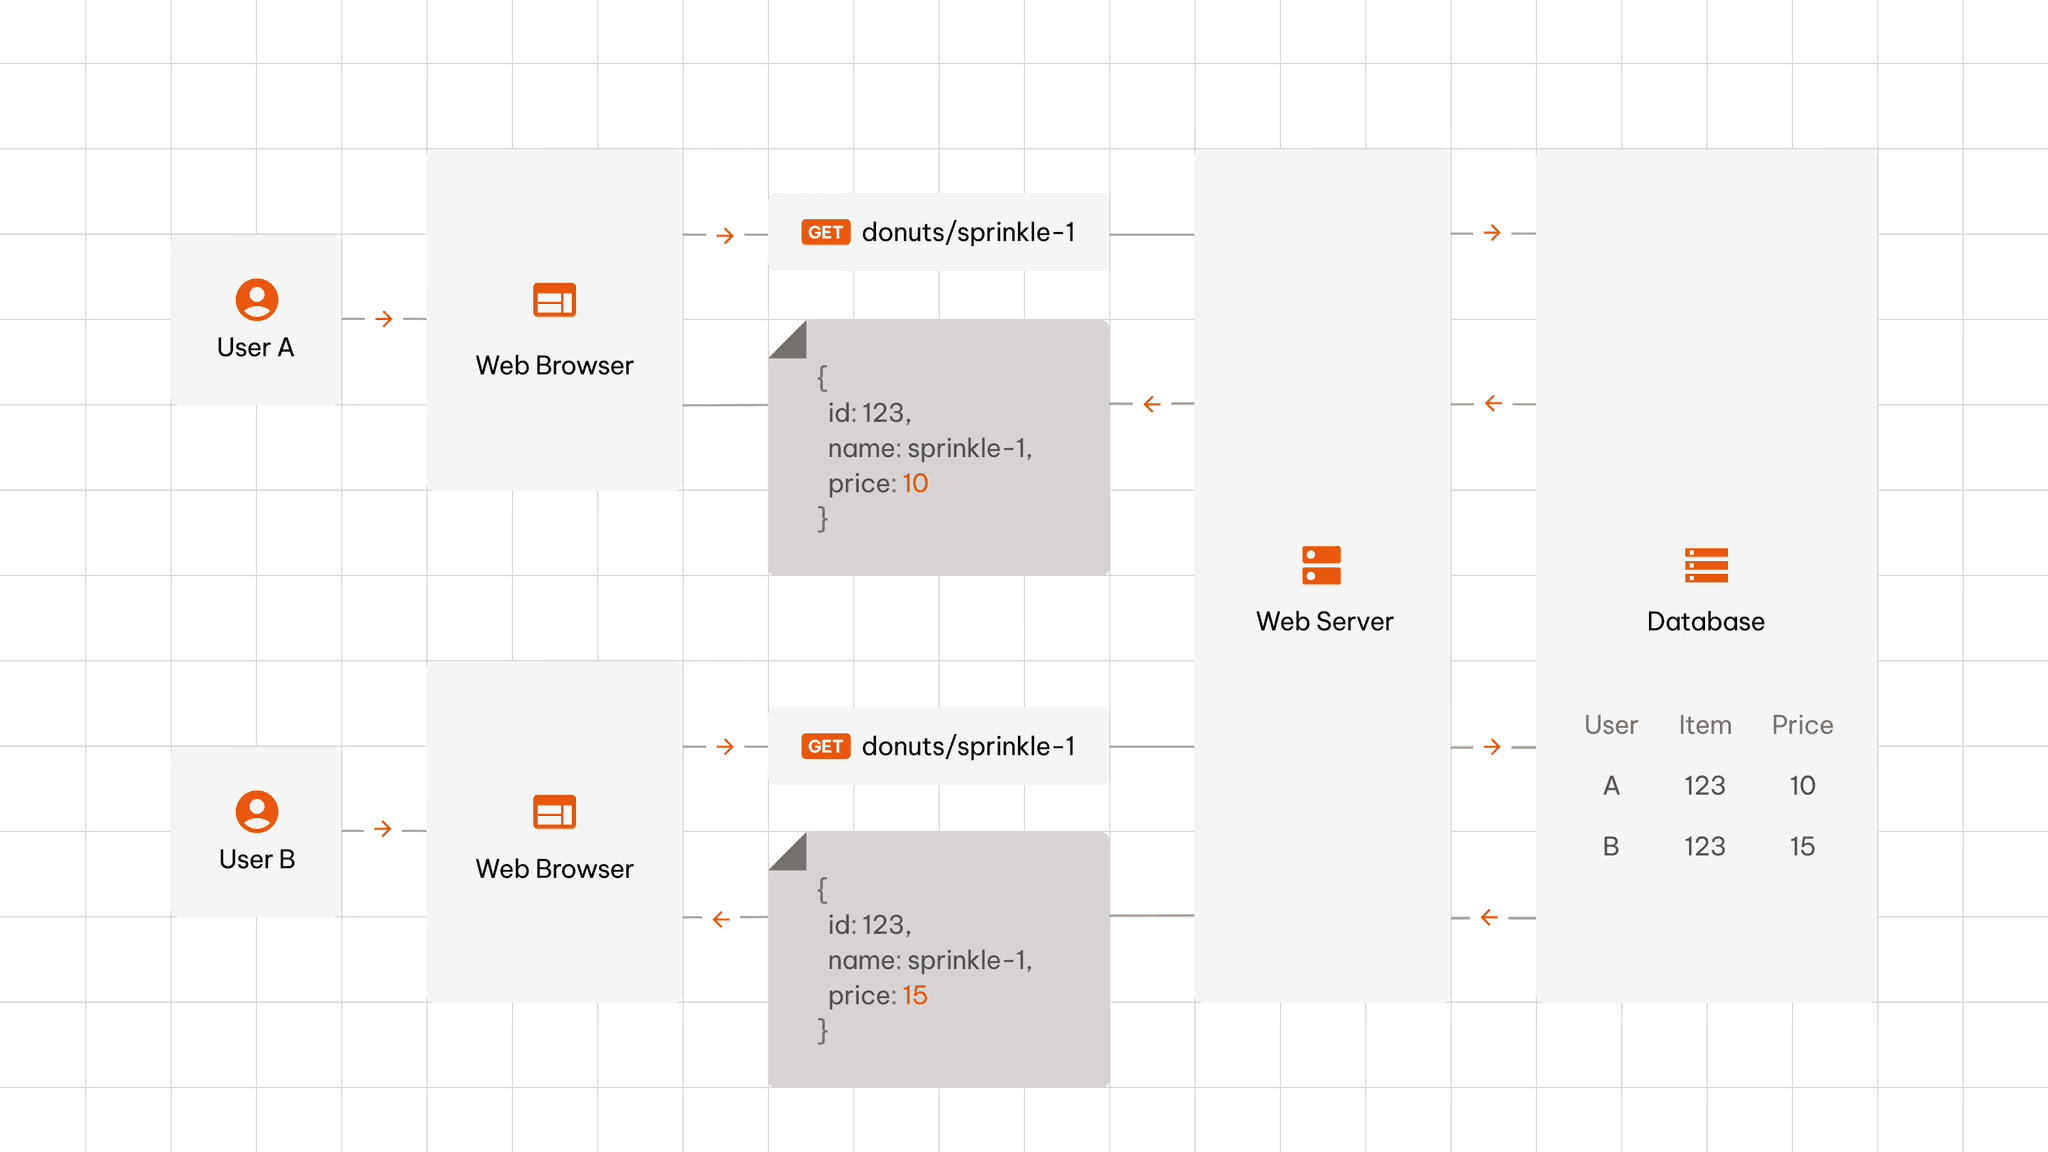 User A
Web Browser
GET donuts/sprinkle-1
{
id: 123,
name: sprinkle-1,
price: 10
}
User B
Web Browser
GET donuts/sprinkle-1
{
id: 123,
name: sprinkle-1,
price: 15
}
Web Server
Database
User Item Price
A 123 10
B 123 15